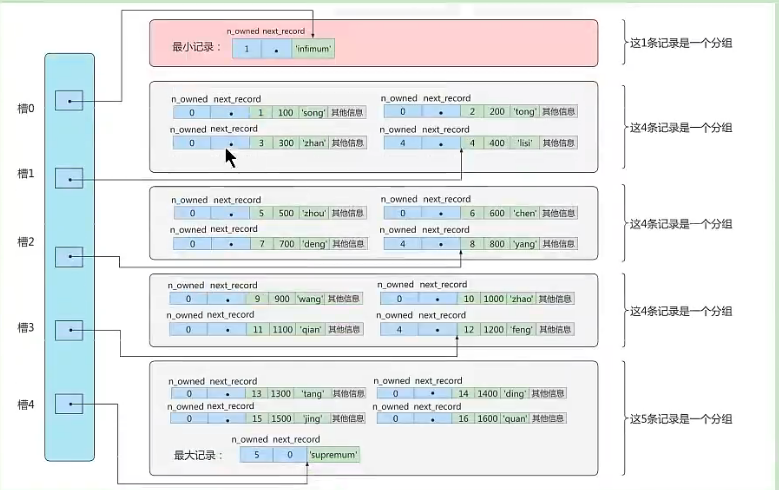 n_owned next_record
最小记录： 1 'infimum'
这1条记录是一个分组
槽0
n_owned next_record n_owned next_record
0 1 100 'song' 其他信息 0 2 200 'tong' 其他信息
n_owned next_record n_owned next_record
0 3 300 'zhan' 其他信息 4 4 400 'lisi' 其他信息
这4条记录是一个分组
槽1
n_owned next_record n_owned next_record
0 5 500 'zhou' 其他信息 0 6 600 'chen' 其他信息
n_owned next_record n_owned next_record
0 7 700 'deng' 其他信息 4 8 800 'yang' 其他信息
这4条记录是一个分组
槽2
n_owned next_record n_owned next_record
0 9 900 'wang' 其他信息 0 10 1000 'zhao' 其他信息
n_owned next_record n_owned next_record
0 11 1100 'qian' 其他信息 4 12 1200 'feng' 其他信息
这4条记录是一个分组
槽3
n_owned next_record n_owned next_record
0 13 1300 'tang' 其他信息 0 14 1400 'ding' 其他信息
n_owned next_record n_owned next_record
0 15 1500 'jing' 其他信息 0 16 1600 'quan' 其他信息
这5条记录是一个分组
槽4
n_owned next_record
最大记录： 5 0 'supremum'